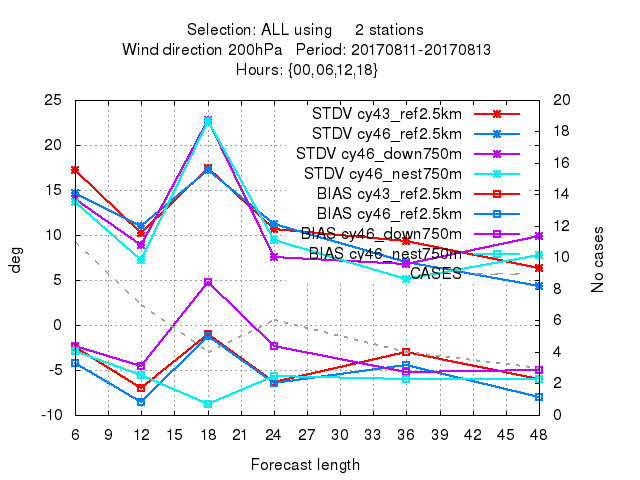 Selection: ALL using     2 stations
Wind direction 200hPa   Period: 20170811-20170813
Hours: {00,06,12,18}
25
20
15
10
5
0
-5
-10
deg
STDV cy43_ref2.5km
STDV cy46_ref2.5km
STDV cy46_down750m
STDV cy46_nest750m
BIAS cy43_ref2.5km
BIAS cy46_ref2.5km
BIAS cy46_down750m
BIAS cy46_nest750m
CASES
20
18
16
14
12
10
8
6
4
2
0
No cases
6 12 15 18 21 24 27 30 33 36 39 42 45 48
Forecast length